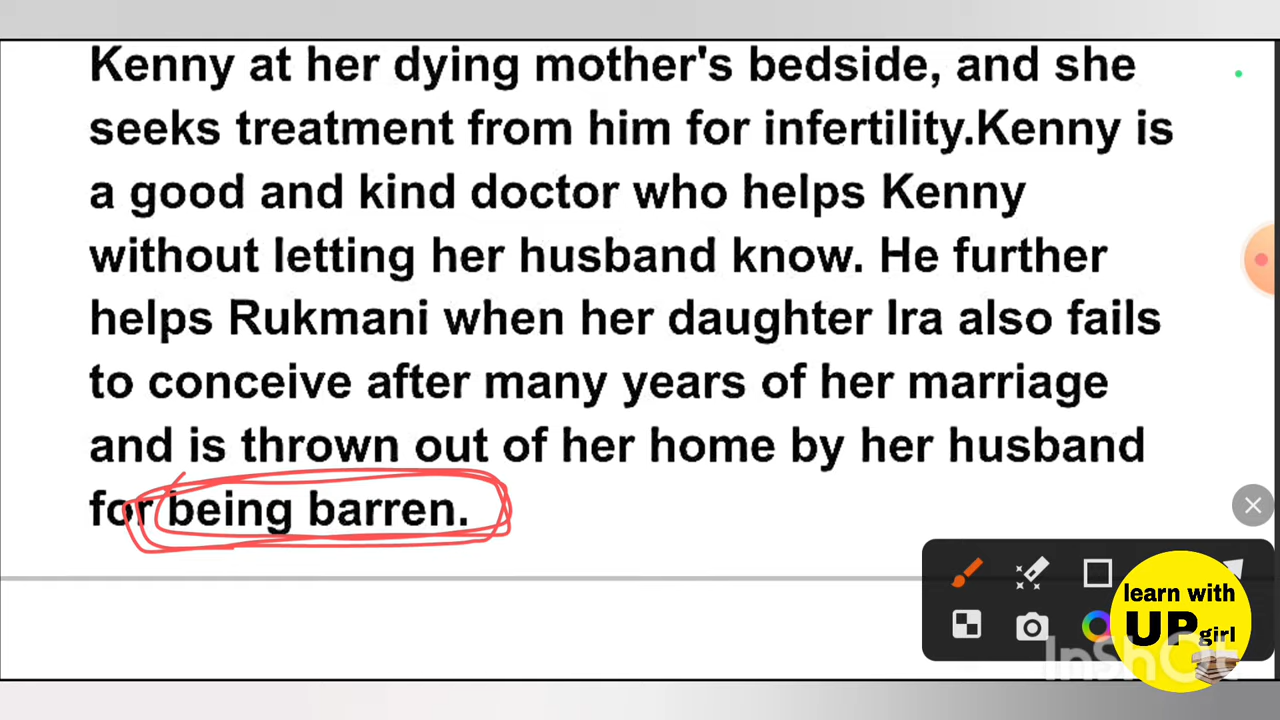 Kenny at her dying mother's bedside, and she
seeks treatment from him for infertility.Kenny is
a good and kind doctor who helps Kenny
without letting her husband know. He further
helps Rukmani when her daughter Ira also fails
to conceive after many years of her marriage
and is thrown out of her home by her husband
for being barren.
learn with
UP girl
InShOt